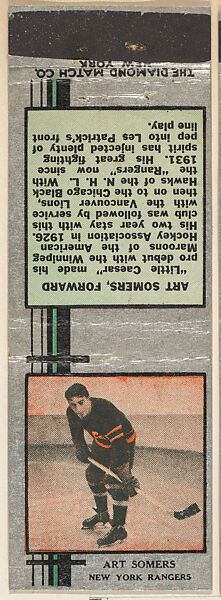 THE DIAMOND MATCH CO.
NEW YORK
ART SOMERS, FORWARD
"Little Caesar" made his
pro debut with the Winnipeg
Maroons of the American
Hockey Association in 1926.
His two year stay with this
club was followed by service
with the Vancouver Lions,
then on to the Chicago Black
Hawks of the N. H. L. With
the "Rangers" now since
1931. His great fighting
spirit has injected plenty of
pep into Les Patrick's front
line play.
ART SOMERS
NEW YORK RANGERS